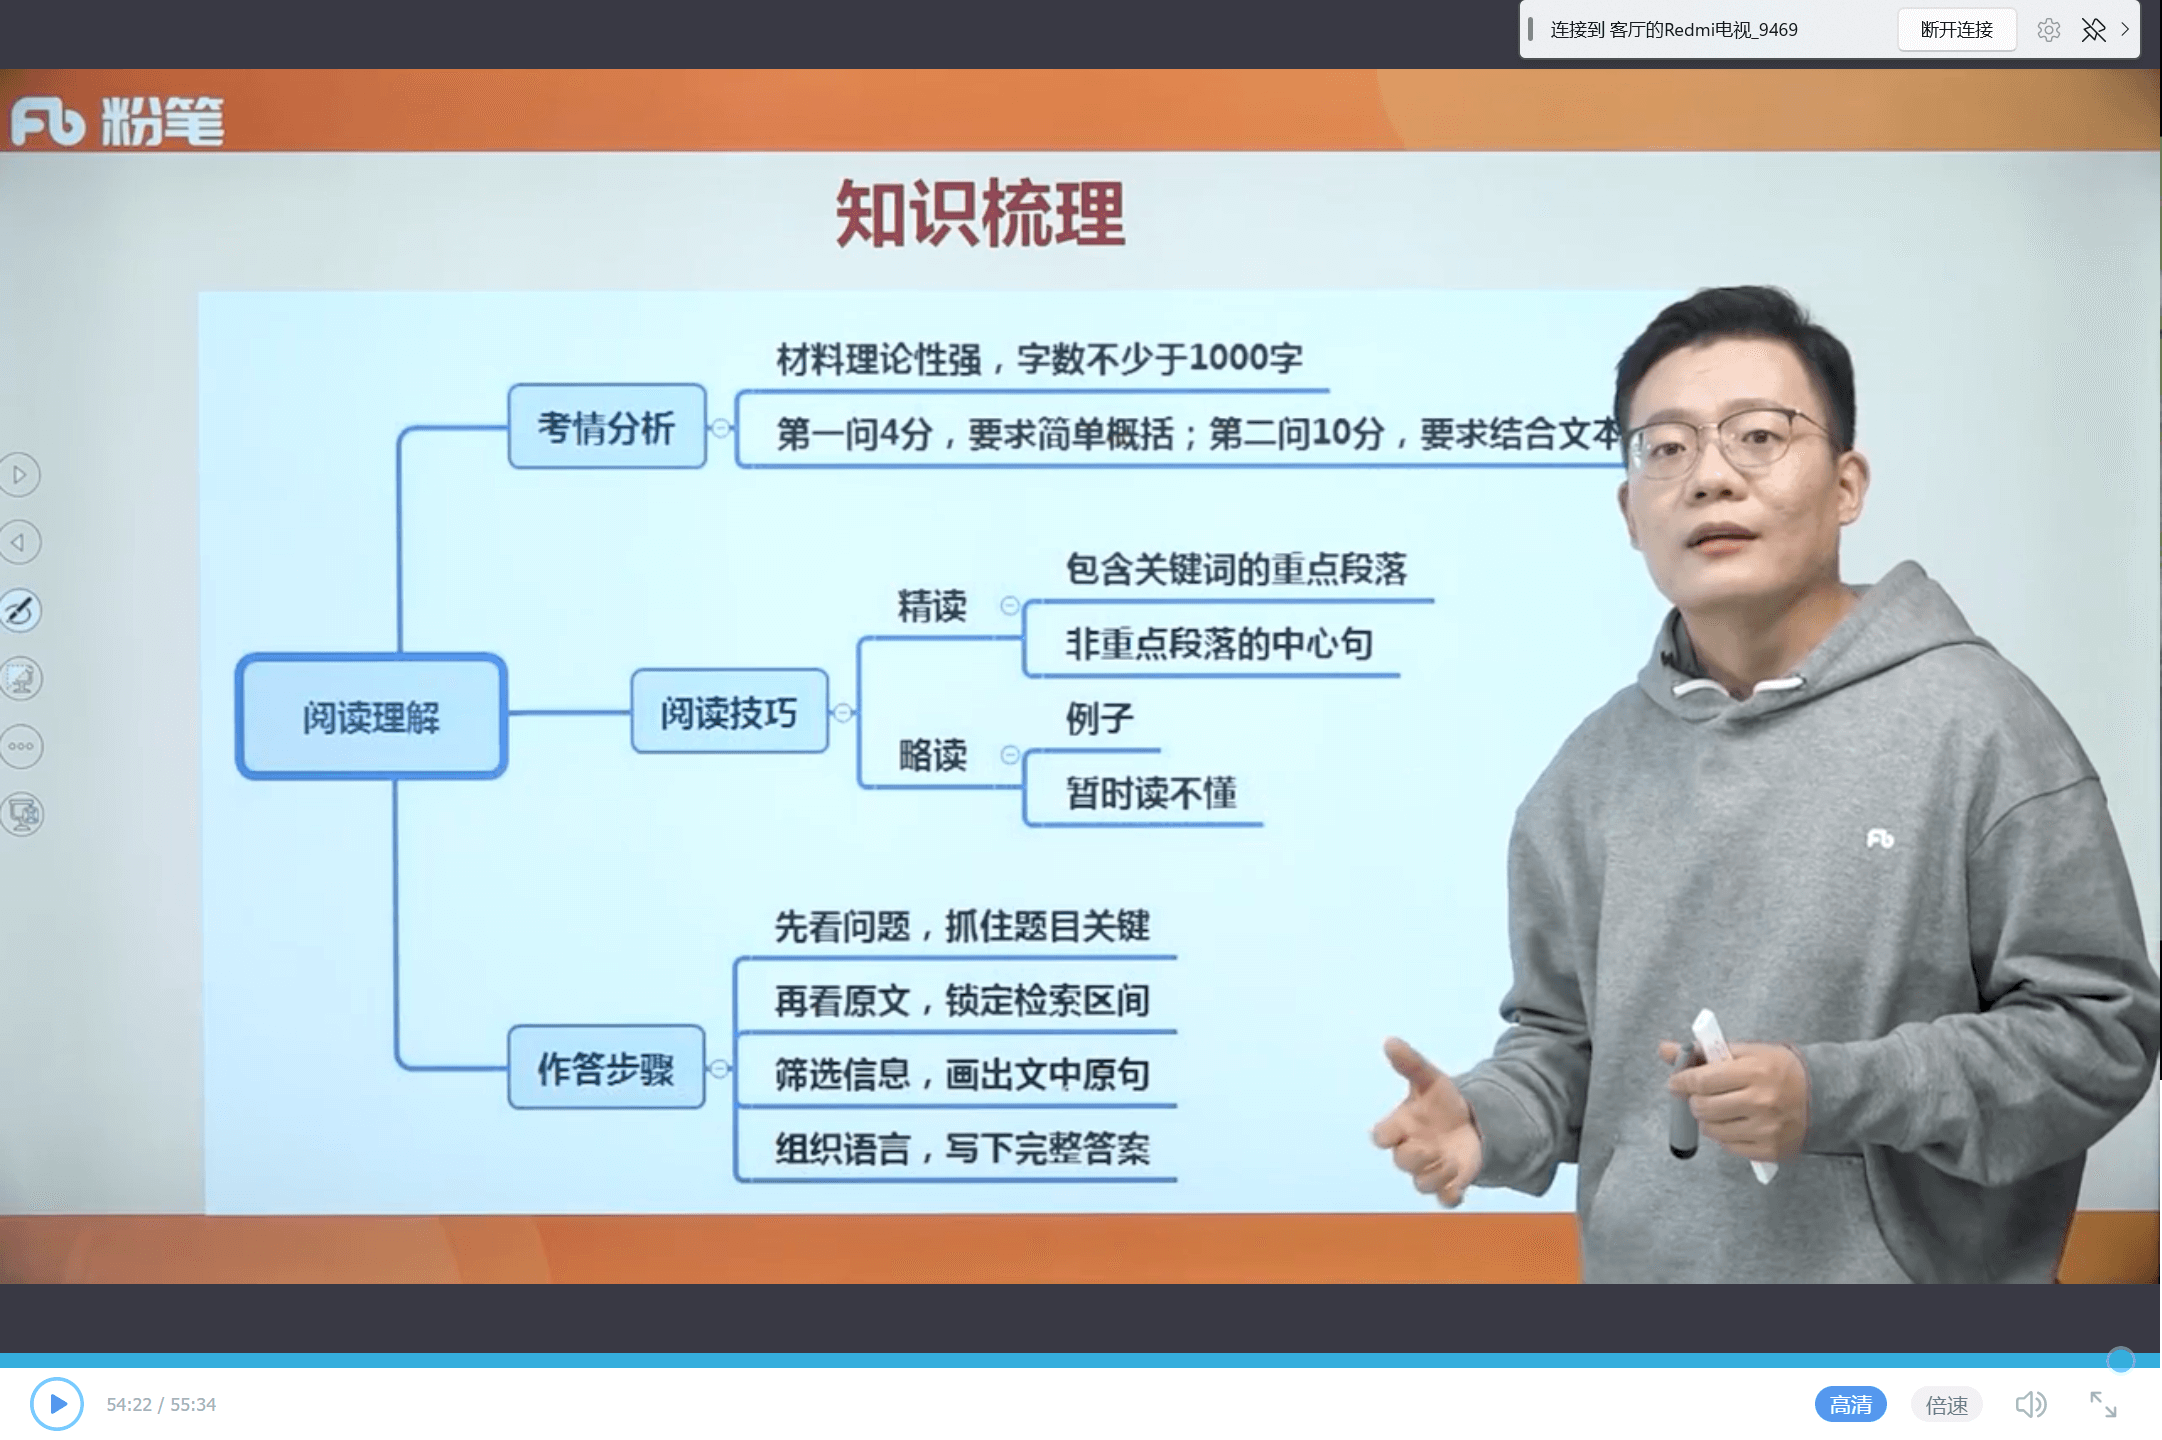 连接到 客厅的Redmi电视_9469
断开连接
Fb 粉笔
知识梳理
材料理论性强，字数不少于1000字
考情分析
第一问4分，要求简单概括；第二问10分，要求结合文本
包含关键词的重点段落
精读
非重点段落的中心句
阅读理解
阅读技巧
例子
略读
暂时读不懂
先看问题，抓住题目关键
再看原文，锁定检索区间
作答步骤
筛选信息，画出文中原句
组织语言，写下完整答案
Fb
54:22 / 55:34
高清
倍速